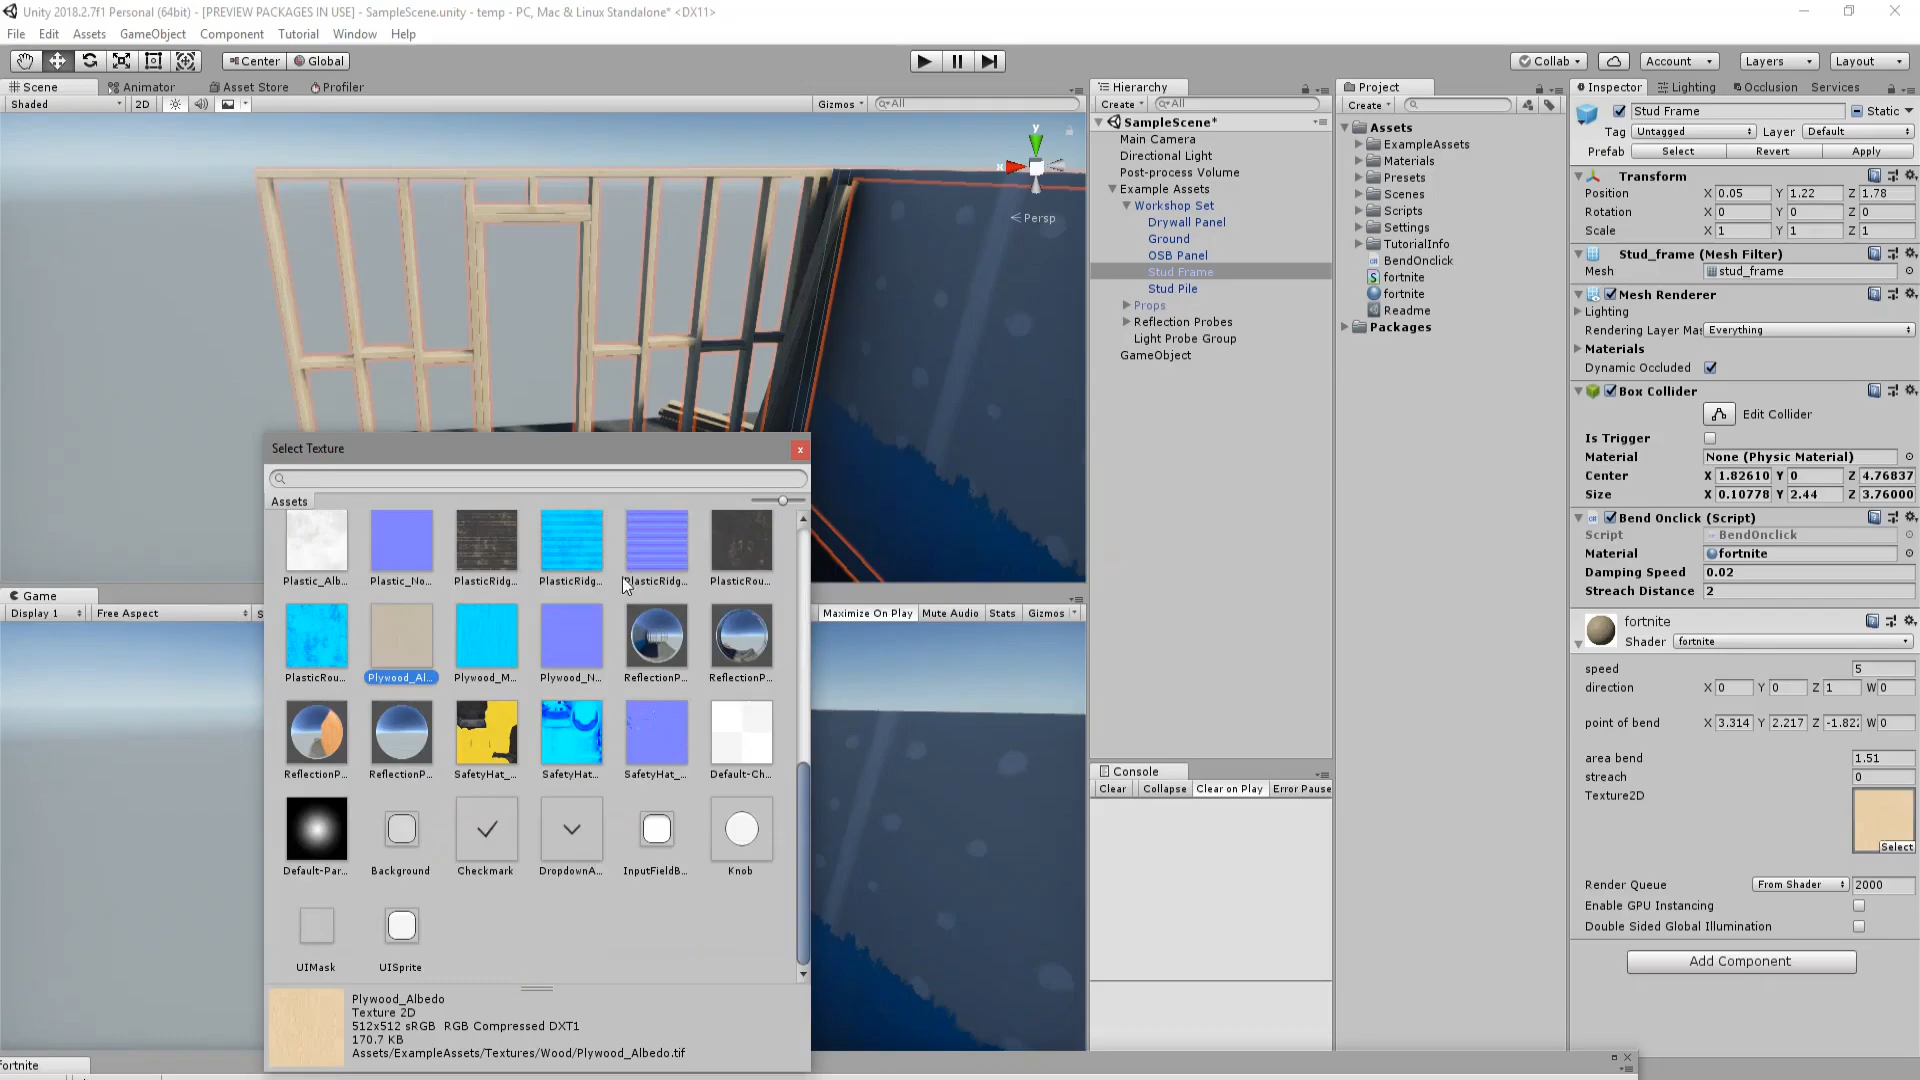 Unity 2018.2.7f1 Personal (64bit) - [PREVIEW PACKAGES IN USE] - SampleScene.unity - temp - PC, Mac & Linux Standalone* <DX11>
File Edit Assets GameObject Component Tutorial Window Help
Center Global Collab Account Layers Layout
Scene Animator Asset Store Profiler
Shaded 2D Gizmos All
y
x
Persp
Hierarchy
Create All
SampleScene*
Main Camera
Directional Light
Post-process Volume
Example Assets
Workshop Set
Drywall Panel
Ground
OSB Panel
Stud Frame
Stud Pile
Props
Reflection Probes
Light Probe Group
GameObject
Project
Create
Assets
ExampleAssets
Materials
Presets
Scenes
Scripts
Settings
TutorialInfo
BendOnclick
fortnite
fortnite
Readme
Packages
Inspector Lighting Occlusion Services
Stud Frame Static
Tag Untagged Layer Default
Prefab Select Revert Apply
Transform
Position X 0.05 Y 1.22 Z 1.78
Rotation X 0 Y 0 Z 0
Scale X 1 Y 1 Z 1
Stud_frame (Mesh Filter)
Mesh stud_frame
Mesh Renderer
Lighting
Rendering Layer Mas Everything
Materials
Dynamic Occluded
Box Collider
Edit Collider
Is Trigger
Material None (Physic Material)
Center X 1.82610 Y 0 Z 4.76837
Size X 0.10778 Y 2.44 Z 3.76000
Bend Onclick (Script)
Script BendOnclick
Material fortnite
Damping Speed 0.02
Streach Distance 2
fortnite
Shader fortnite
speed 5
direction X 0 Y 0 Z 1 W 0
point of bend X 3.314 Y 2.217 Z -1.822 W 0
area bend 1.51
streach 0
Texture2D
Select
Render Queue From Shader 2000
Enable GPU Instancing
Double Sided Global Illumination
Add Component
Select Texture
x
Assets
Plastic_Alb... Plastic_No... PlasticRidg... PlasticRidg... PlasticRidg... PlasticRou...
PlasticRou... Plywood_Al... Plywood_M... Plywood_N... ReflectionP... ReflectionP...
ReflectionP... ReflectionP... SafetyHat_... SafetyHat... SafetyHat_... Default-Ch...
Default-Par... Background Checkmark DropdownA... InputFieldB... Knob
UIMask UISprite
Plywood_Albedo
Texture 2D
512x512 sRGB RGB Compressed DXT1
170.7 KB
Assets/ExampleAssets/Textures/Wood/Plywood_Albedo.tif
Game
Display 1 Free Aspect S Maximize On Play Mute Audio Stats Gizmos
Console
Clear Collapse Clear on Play Error Pause
fortnite